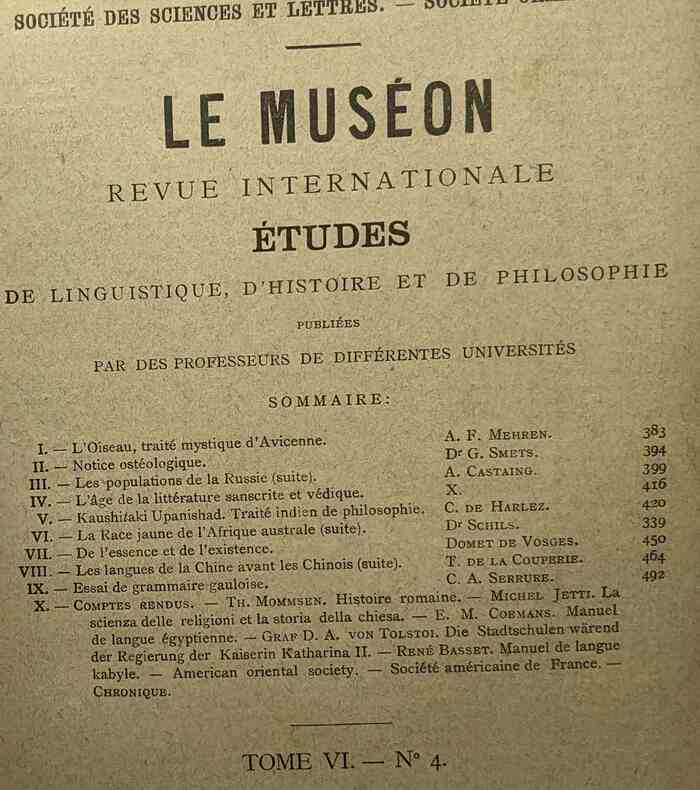 SOCIÉTÉ DES SCIENCES ET LETTRES. — SOCIÉTÉ
LE MUSÉON
REVUE INTERNATIONALE
ÉTUDES
DE LINGUISTIQUE, D'HISTOIRE ET DE PHILOSOPHIE
PUBLIÉES
PAR DES PROFESSEURS DE DIFFÉRENTES UNIVERSITÉS
SOMMAIRE:
I. — L'Oiseau, traité mystique d'Avicenne. A. F. MEHREN. 383
II. — Notice ostéologique. Dr G. SMETS. 394
III. — Les populations de la Russie (suite). A. CASTAING. 399
IV. — L'Âge de la littérature sanscrite et védique. X. 416
V. — Kaushitaki Upanishad. Traité indien de philosophie. C. DE HARLEZ. 420
VI. — La Race jaune de l'Afrique australe (suite). Dr SCHILS. 339
VII. — De l'essence et de l'existence. DOMET DE VOSGES. 450
VIII. — Les langues de la Chine avant les Chinois (suite). T. DE LA COUPERIE. 464
IX. — Essai de grammaire gauloise. C. A. SERRURE. 492
X. — COMPTES RENDUS. — TH. MOMMSEN. Histoire romaine. — MICHEL JETTI. La
scienza delle religioni et la storia della chiesa. — E. M. COEMANS. Manuel
de langue égyptienne. — GRAF D. A. VON TOLSTOI. Die Stadtschulen wärend
der Regierung der Kaiserin Katharina II. — RENÉ BASSET. Manuel de langue
kabyle. — American oriental society. — Société américaine de France. —
CHRONIQUE.
TOME VI. — N° 4.